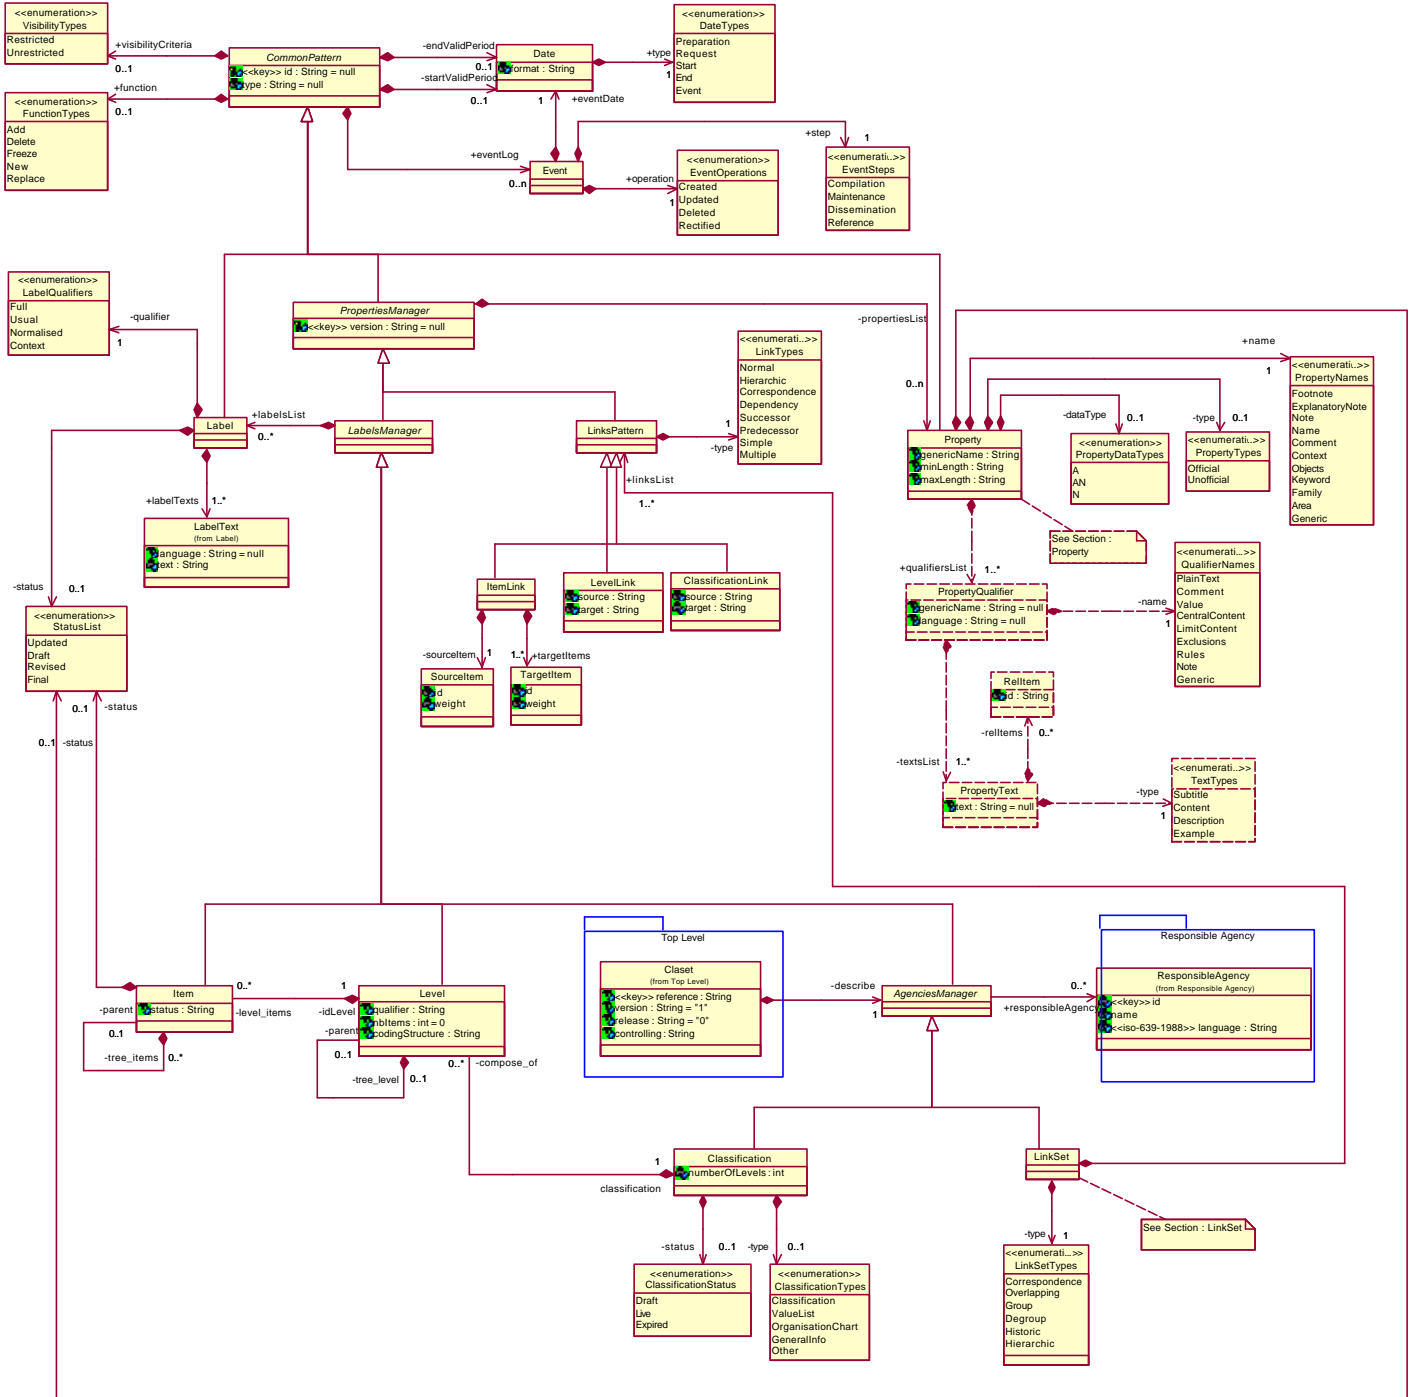 <<enumeration>>
VisibilityTypes
Restricted
Unrestricted
+visibilityCriteria
0..1
<<enumeration>>
FunctionTypes
Add
Delete
Freeze
New
Replace
+function
0..1
CommonPattern
<<key>> id : String = null
type : String = null
-endValidPeriod
0..1
-startValidPeriod
0..1
Date
format : String
+type
1
<<enumeration>>
DateTypes
Preparation
Request
Start
End
Event
1
+eventDate
+eventLog
0..n
Event
+step
1
<<enumerati...>>
EventSteps
Compilation
Maintenance
Dissemination
Reference
+operation
1
<<enumeration>>
EventOperations
Created
Updated
Deleted
Rectified
<<enumeration>>
LabelQualifiers
Full
Usual
Normalised
Context
-qualifier
1
PropertiesManager
<<key>> version : String = null
-propertiesList
0..n
<<enumerati...>>
LinkTypes
Normal
Hierarchic
Correspondence
Dependency
Successor
Predecessor
Simple
Multiple
1
-type
+name
1
<<enumerati...>>
PropertyNames
Footnote
ExplanatoryNote
Note
Name
Comment
Context
Objects
Keyword
Family
Area
Generic
Label
+labelsList
0..*
LabelsManager
LinksPattern
+linksList
1..*
Property
genericName : String
minLength : String
maxLength : String
-dataType
0..1
<<enumeration>>
PropertyDataTypes
A
AN
N
-type
0..1
<<enumerati...>>
PropertyTypes
Official
Unofficial
See Section :
Property
+labelTexts
1..*
LabelText
(from Label)
language : String = null
text : String
-status
0..1
<<enumeration>>
StatusList
Updated
Draft
Revised
Final
ItemLink
LevelLink
source : String
target : String
ClassificationLink
source : String
target : String
-sourceItem
1
1..*
+targetItems
SourceItem
id
weight
TargetItem
id
weight
+qualifiersList
1..*
PropertyQualifier
genericName : String = null
language : String = null
-name
1
<<enumerati...>>
QualifierNames
PlainText
Comment
Value
CentralContent
LimitContent
Exclusions
Rules
Note
Generic
RelItem
id : String
-relItems
0..*
-textsList
1..*
PropertyText
text : String = null
-type
1
<<enumerati...>>
TextTypes
Subtitle
Content
Description
Example
0..1
-status
0..1
-status
Item
status : String
0..*
-level_items
-parent
0..1
-tree_items
0..*
1
-idLevel
Level
qualifier : String
nbItems : int = 0
codingStructure : String
-parent
0..1
-tree_level
0..1
0..*
-compose_of
Top Level
Claset
(from Top Level)
<<key>> reference : String
version : String = "1"
release : String = "0"
controlling : String
-describe
1
AgenciesManager
0..*
+responsibleAgency
Responsible Agency
ResponsibleAgency
(from Responsible Agency)
<<key>> id
name
<<iso-639-1988>> language : String
1
classification
Classification
numberOfLevels : int
-status
0..1
<<enumeration>>
ClassificationStatus
Draft
Live
Expired
-type
0..1
<<enumeration>>
ClassificationTypes
Classification
ValueList
OrganisationChart
GeneralInfo
Other
LinkSet
See Section : LinkSet
-type
1
<<enumerati...>>
LinkSetTypes
Correspondence
Overlapping
Group
Degroup
Historic
Hierarchic